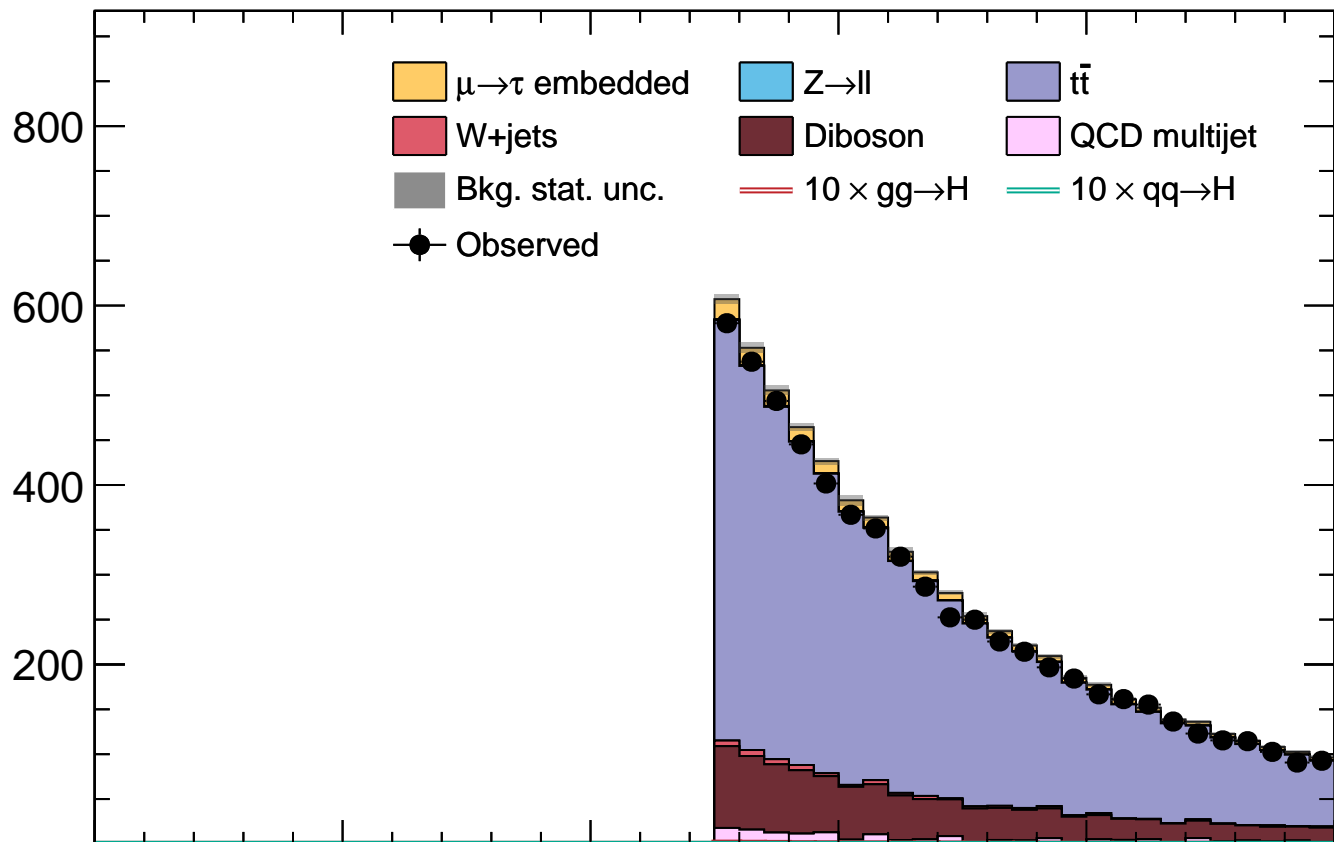 μ→τ embedded Z→ll tt̄
800 W+jets Diboson QCD multijet
Bkg. stat. unc. 10 × gg→H 10 × qq→H
Observed
600
400
200